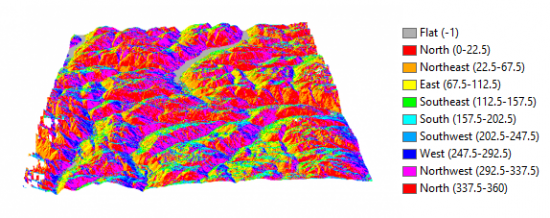 Flat (-1)
North (0-22.5)
Northeast (22.5-67.5)
East (67.5-112.5)
Southeast (112.5-157.5)
South (157.5-202.5)
Southwest (202.5-247.5)
West (247.5-292.5)
Northwest (292.5-337.5)
North (337.5-360)